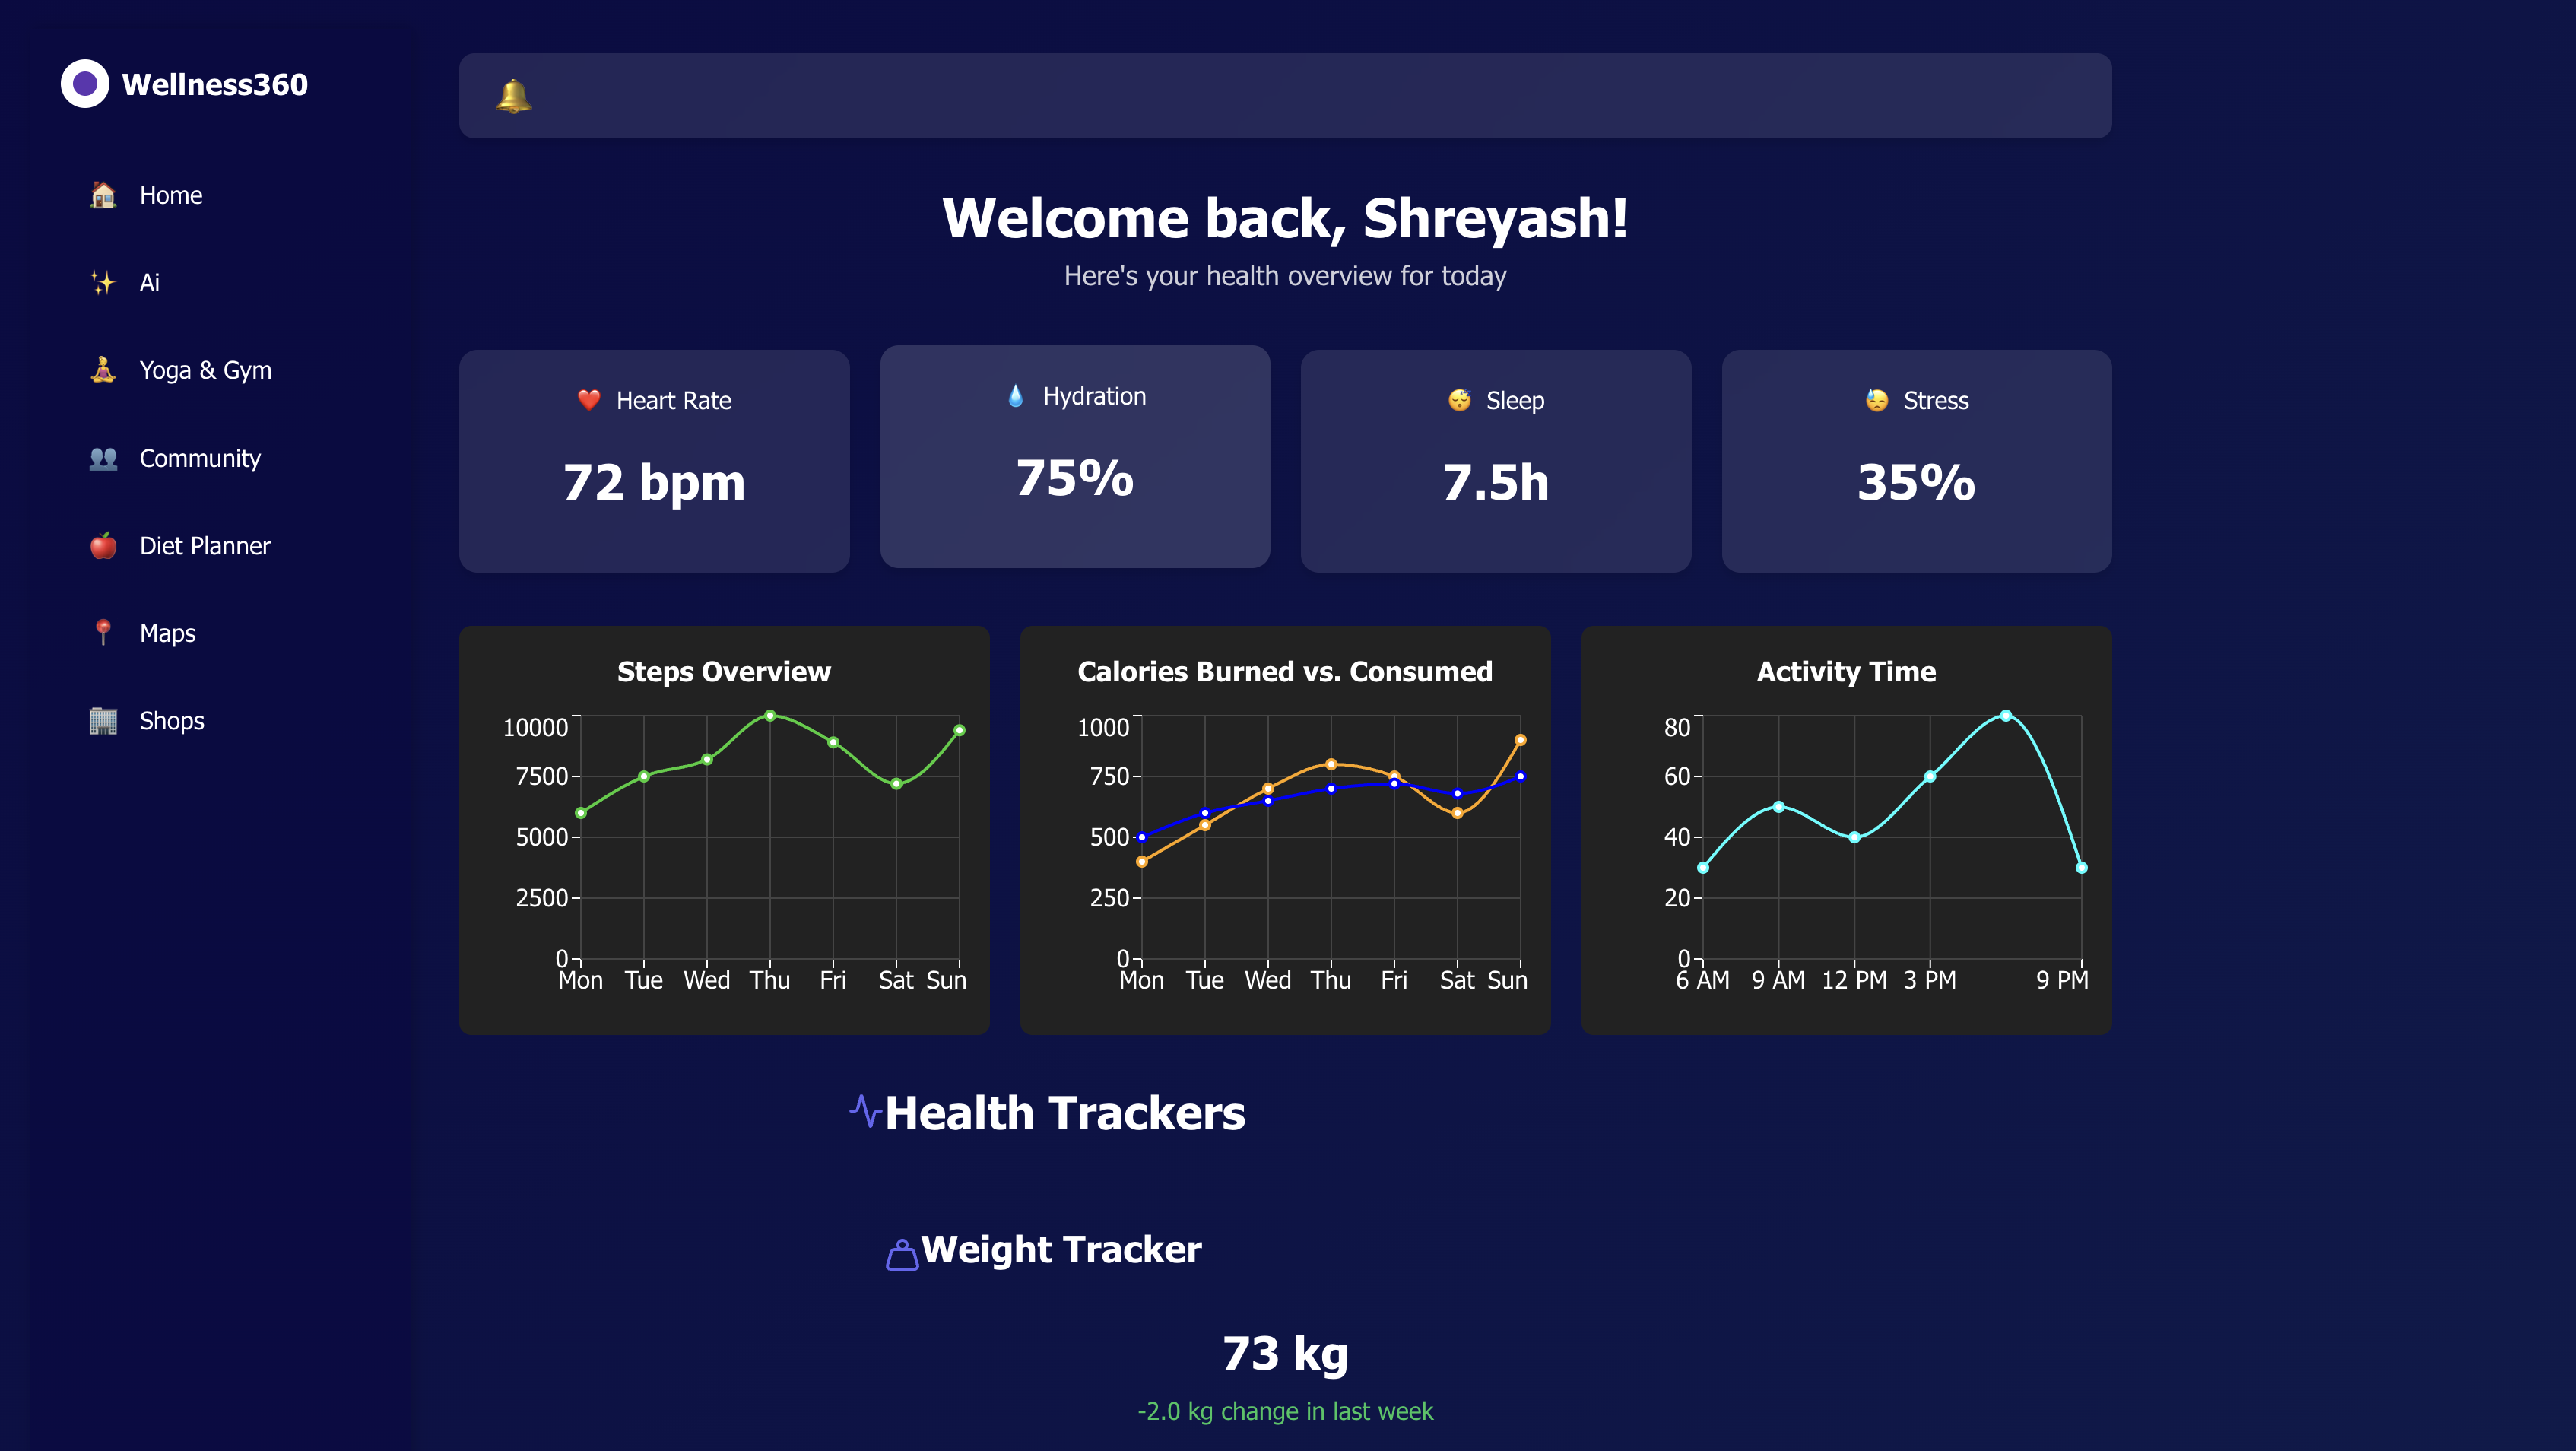 Wellness360
Home
Ai
Yoga & Gym
Community
Diet Planner
Maps
Shops
Welcome back, Shreyash!
Here's your health overview for today
Heart Rate
72 bpm
Hydration
75%
Sleep
7.5h
Stress
35%
Steps Overview
10000
7500
5000
2500
0
Mon Tue Wed Thu Fri Sat Sun
Calories Burned vs. Consumed
1000
750
500
250
0
Mon Tue Wed Thu Fri Sat Sun
Activity Time
80
60
40
20
0
6 AM 9 AM 12 PM 3 PM 9 PM
Health Trackers
Weight Tracker
73 kg
-2.0 kg change in last week